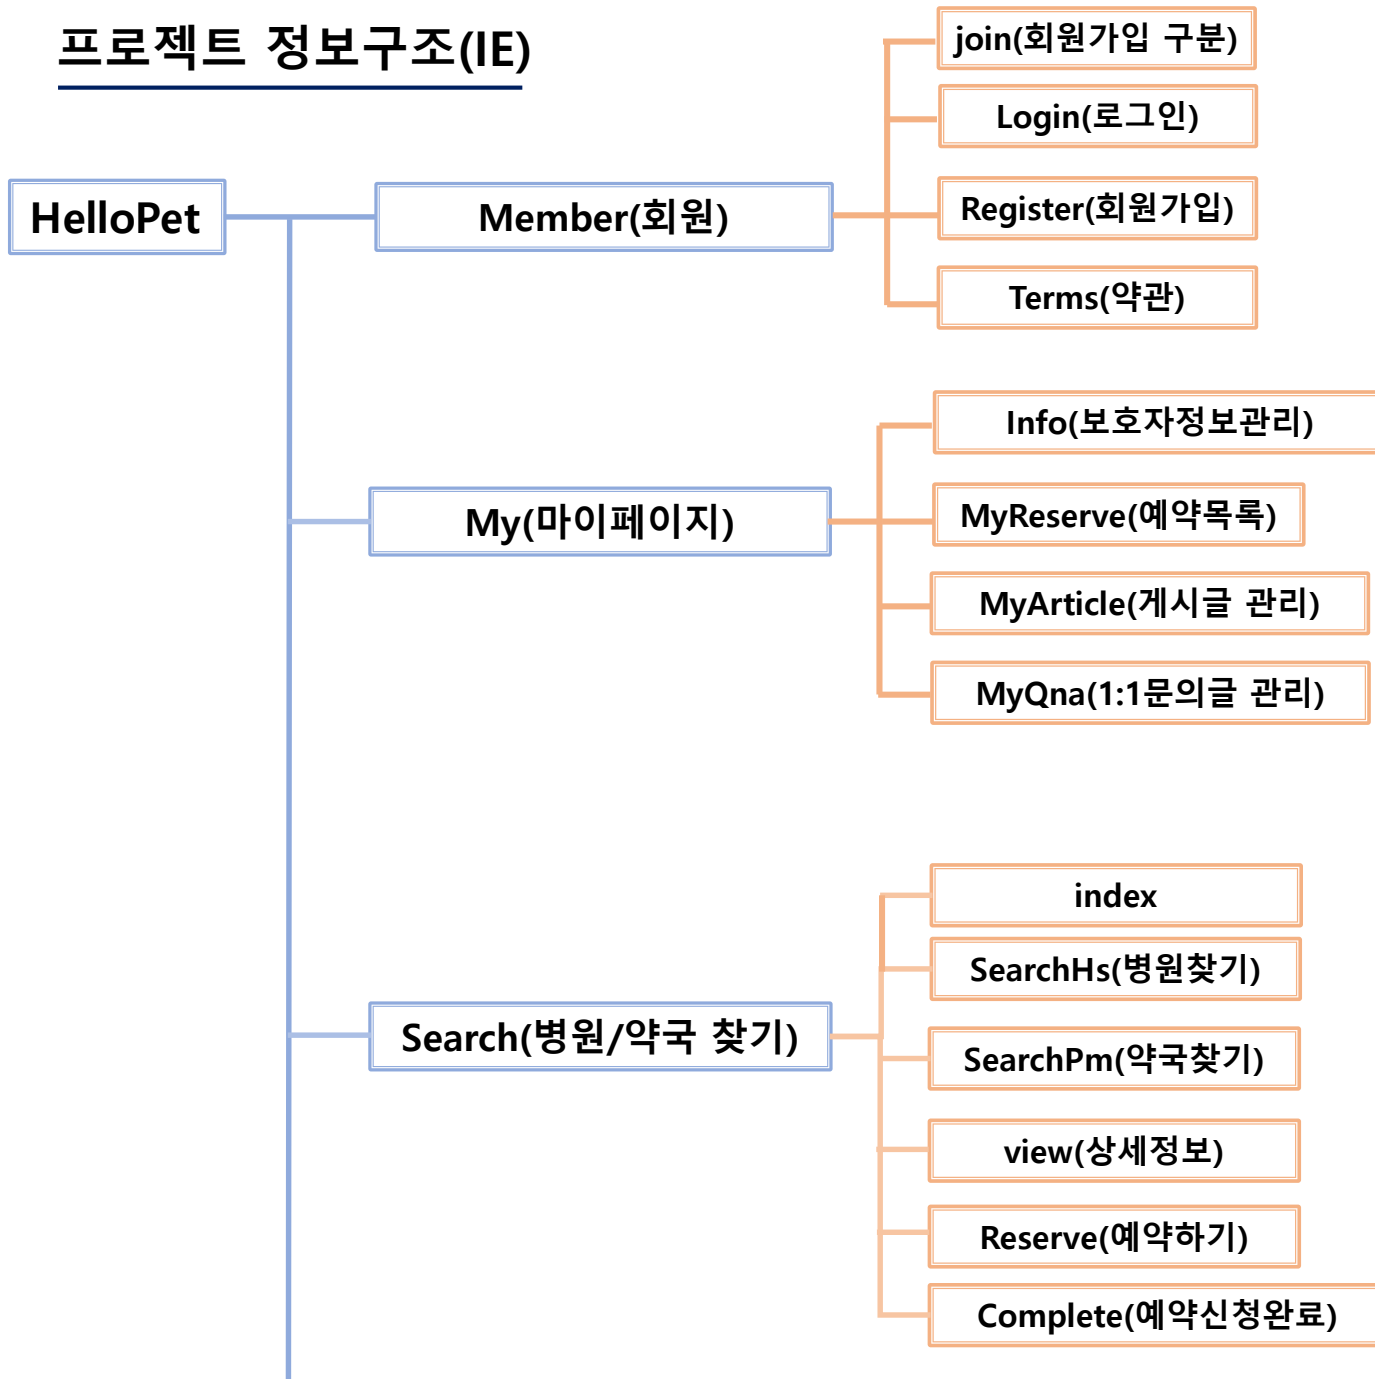 프로젝트 정보구조(IE)
HelloPet
Member(회원)
join(회원가입 구분)
Login(로그인)
Register(회원가입)
Terms(약관)
My(마이페이지)
Info(보호자정보관리)
MyReserve(예약목록)
MyArticle(게시글 관리)
MyQna(1:1문의글 관리)
Search(병원/약국 찾기)
index
SearchHs(병원찾기)
SearchPm(약국찾기)
view(상세정보)
Reserve(예약하기)
Complete(예약신청완료)